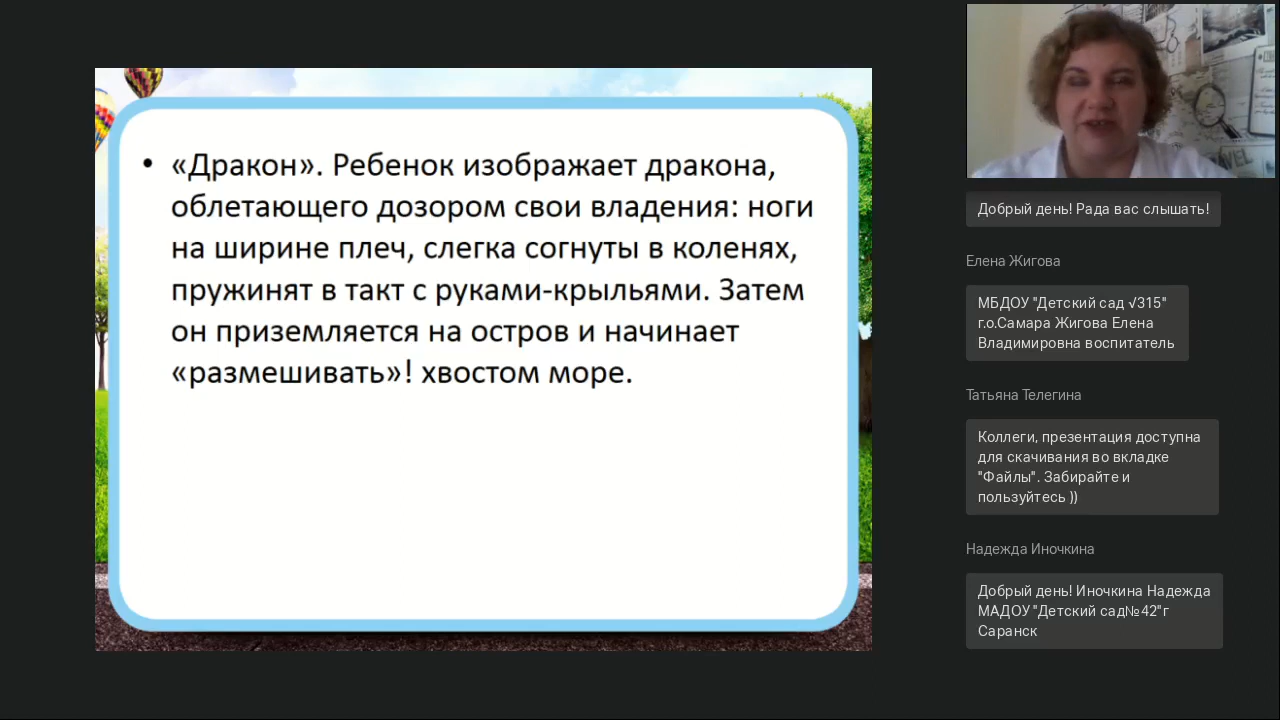 • «Дракон». Ребенок изображает дракона,
облетающего дозором свои владения: ноги
на ширине плеч, слегка согнуты в коленях,
пружинят в такт с руками-крыльями. Затем
он приземляется на остров и начинает
«размешивать»! хвостом море.
Добрый день! Рада вас слышать!
Елена Жигова
МБДОУ "Детский сад √315"
г.о.Самара Жигова Елена
Владимировна воспитатель
Татьяна Телегина
Коллеги, презентация доступна
для скачивания во вкладке
"Файлы". Забирайте и
пользуйтесь ))
Надежда Иночкина
Добрый день! Иночкина Надежда
МАДОУ "Детский сад№42"г
Саранск